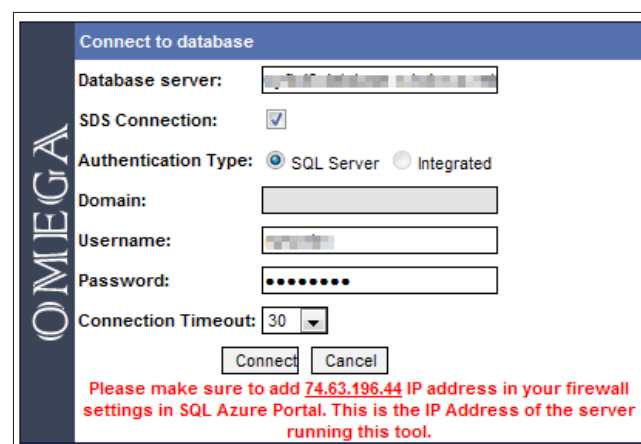 Connect to database
Database server:
SDS Connection:
OMEGA
Authentication Type: SQL Server Integrated
Domain:
Username:
Password: ••••••••
Connection Timeout: 30
Connect Cancel
Please make sure to add 74.63.196.44 IP address in your firewall
settings in SQL Azure Portal. This is the IP Address of the server
running this tool.